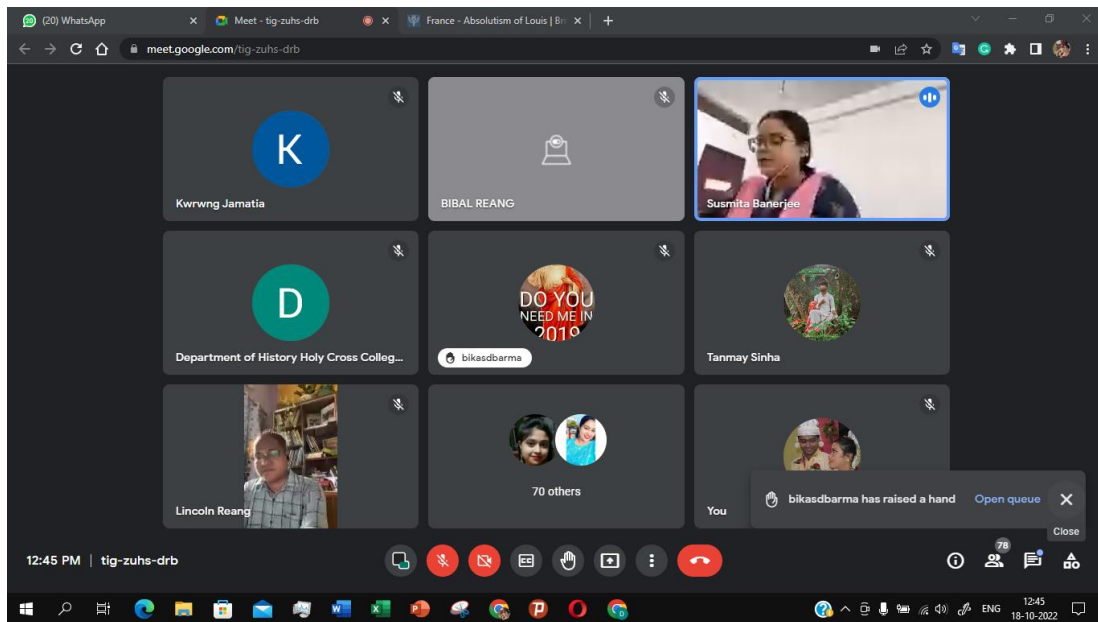 (20) WhatsApp
Meet - tig-zuhs-drb
France - Absolutism of Louis | Bri
meet.google.com/tig-zuhs-drb
K
Kwrwng Jamatia
BIBAL REANG
Susmita Banerjee
D
Department of History Holy Cross Colleg...
DO YOU
NEED ME IN
2019
bikasdbarma
Tanmay Sinha
Lincoln Reang
70 others
You
bikasdbarma has raised a hand Open queue
Close
12:45 PM | tig-zuhs-drb
78
ENG
12:45
18-10-2022